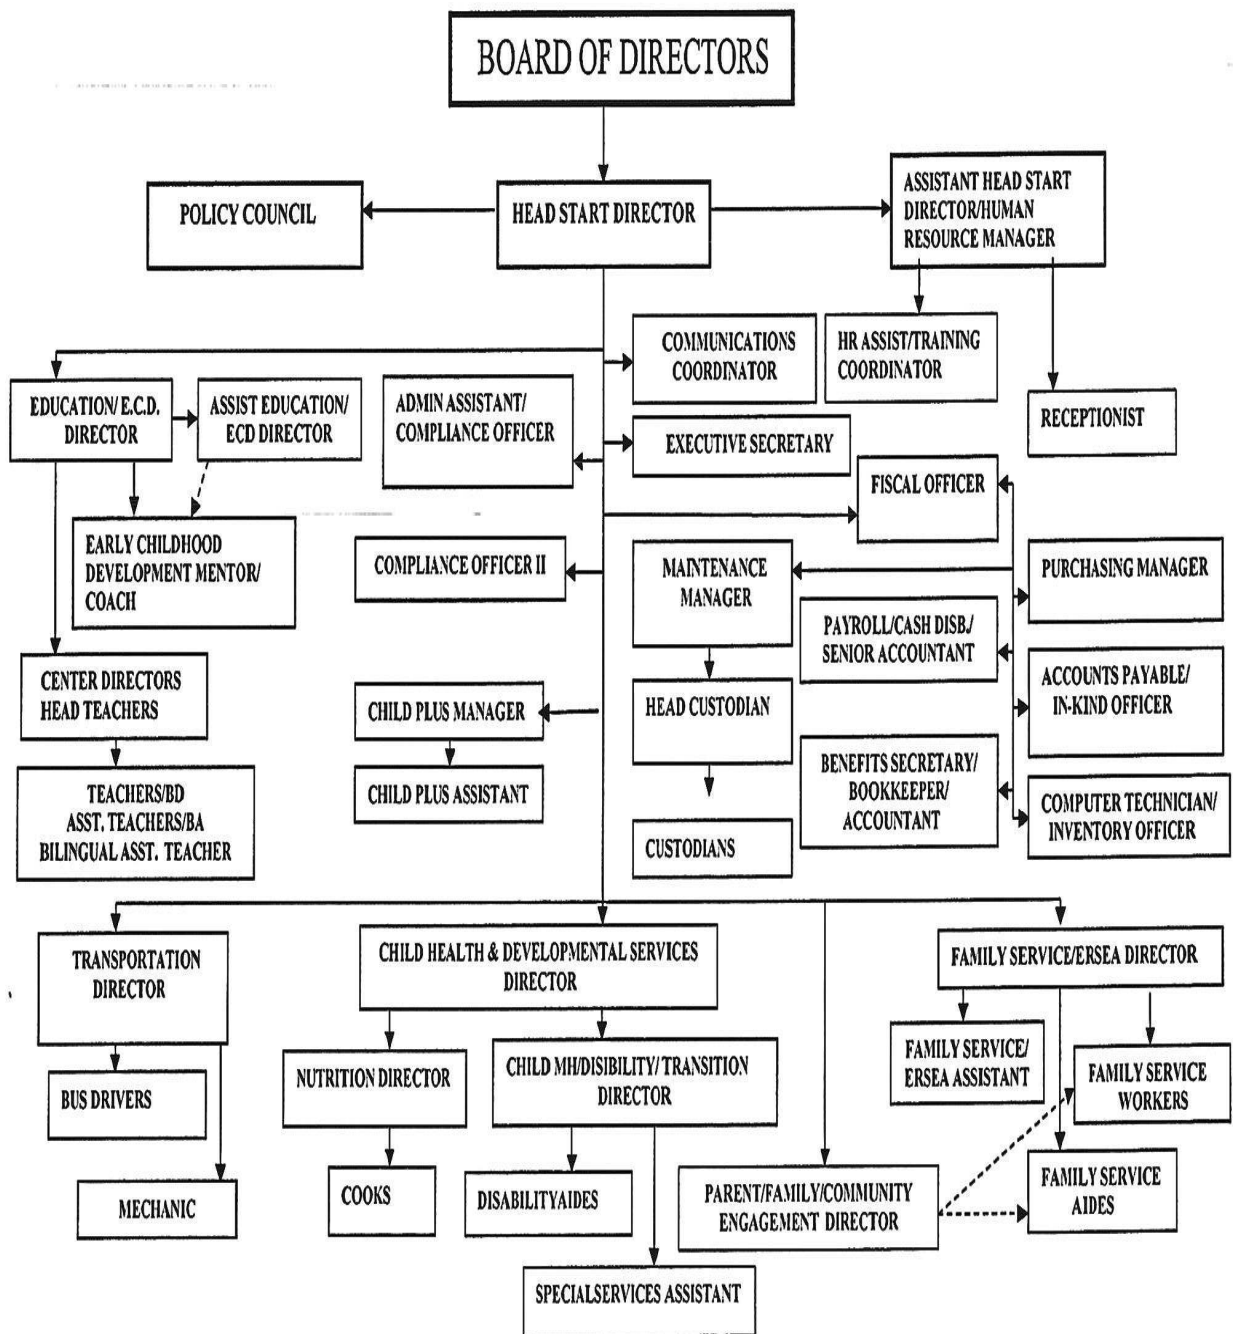 BOARD OF DIRECTORS
POLICY COUNCIL
HEAD START DIRECTOR
ASSISTANT HEAD START
DIRECTOR/HUMAN
RESOURCE MANAGER
COMMUNICATIONS
COORDINATOR
HR ASSIST/TRAINING
COORDINATOR
RECEPTIONIST
EDUCATION/ E.C.D.
DIRECTOR
ASSIST EDUCATION/
ECD DIRECTOR
ADMIN ASSISTANT/
COMPLIANCE OFFICER
EXECUTIVE SECRETARY
FISCAL OFFICER
EARLY CHILDHOOD
DEVELOPMENT MENTOR/
COACH
COMPLIANCE OFFICER II
MAINTENANCE
MANAGER
PURCHASING MANAGER
PAYROLL/CASH DISB./
SENIOR ACCOUNTANT
CENTER DIRECTORS
HEAD TEACHERS
CHILD PLUS MANAGER
HEAD CUSTODIAN
ACCOUNTS PAYABLE/
IN-KIND OFFICER
TEACHERS/BD
ASST. TEACHERS/BA
BILINGUAL ASST. TEACHER
CHILD PLUS ASSISTANT
BENEFITS SECRETARY/
BOOKKEEPER/
ACCOUNTANT
COMPUTER TECHNICIAN/
INVENTORY OFFICER
CUSTODIANS
TRANSPORTATION
DIRECTOR
CHILD HEALTH & DEVELOPMENTAL SERVICES
DIRECTOR
FAMILY SERVICE/ERSEA DIRECTOR
BUS DRIVERS
NUTRITION DIRECTOR
CHILD MH/DISIBILITY/ TRANSITION
DIRECTOR
FAMILY SERVICE/
ERSEA ASSISTANT
FAMILY SERVICE
WORKERS
MECHANIC
COOKS
DISABILITYAIDES
PARENT/FAMILY/COMMUNITY
ENGAGEMENT DIRECTOR
FAMILY SERVICE
AIDES
SPECIALSERVICES ASSISTANT